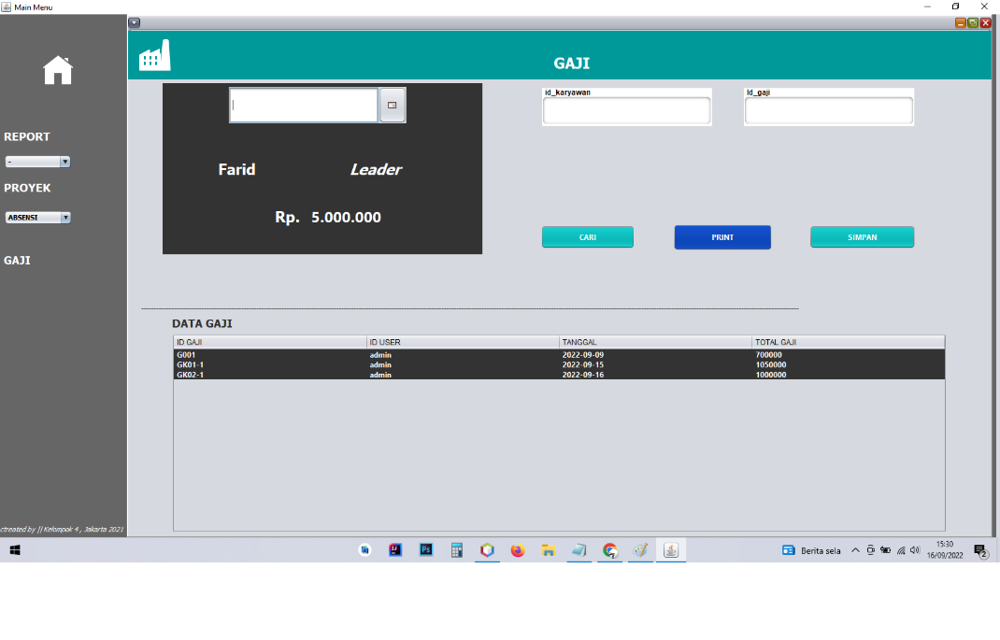 Main Menu
GAJI
id_karyawan
Id_gaji
REPORT
-
PROYEK
ABSENSI
GAJI
Farid Leader
Rp. 5.000.000
CARI PRINT SIMPAN
DATA GAJI
ID GAJI ID USER TANGGAL TOTAL GAJI
G001 admin 2022-09-09 700000
GK01-1 admin 2022-09-15 1050000
GK02-1 admin 2022-09-16 1000000
ctreated by || Kelompok 4 , Jakarta 2021
Berita sela
15:30
16/09/2022
2